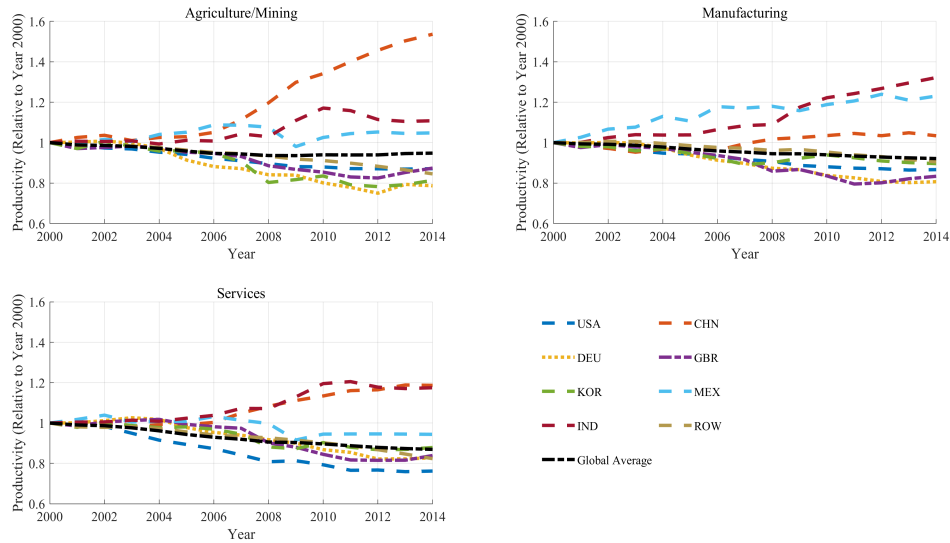 Agriculture/Mining
Productivity (Relative to Year 2000)
1.6
1.4
1.2
1
0.8
0.6
2000 2002 2004 2006 2008 2010 2012 2014
Year
Manufacturing
Productivity (Relative to Year 2000)
1.6
1.4
1.2
1
0.8
0.6
2000 2002 2004 2006 2008 2010 2012 2014
Year
Services
Productivity (Relative to Year 2000)
1.6
1.4
1.2
1
0.8
0.6
2000 2002 2004 2006 2008 2010 2012 2014
Year
USA CHN
DEU GBR
KOR MEX
IND ROW
Global Average